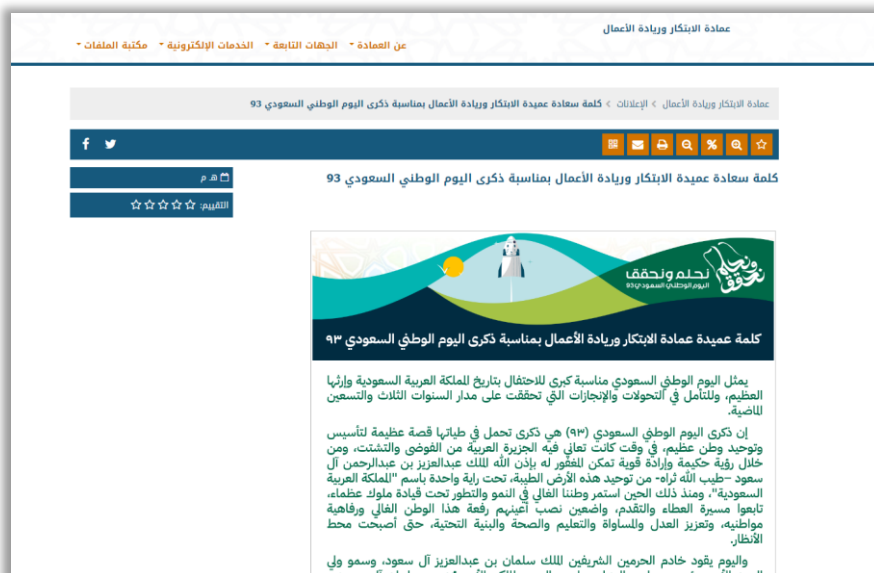 عمادة الابتكار وريادة الأعمال
عن العمادة الجهات التابعة الخدمات الإلكترونية مكتبة الملفات
عمادة الابتكار وريادة الأعمال > الإعلانات > كلمة سعادة عميدة الابتكار وريادة الأعمال بمناسبة ذكرى اليوم الوطني السعودي 93
كلمة سعادة عميدة الابتكار وريادة الأعمال بمناسبة ذكرى اليوم الوطني السعودي 93
هـ. م
التقييم:
نحلم ونحقق
نحلم ونحقق
اليوم الوطني السعودي 93
كلمة عميدة عمادة الابتكار وريادة الأعمال بمناسبة ذكرى اليوم الوطني السعودي ٩٣
يمثل اليوم الوطني السعودي مناسبة كبرى للاحتفال بتاريخ المملكة العربية السعودية وإرثها
العظيم، وللتأمل في التحولات والإنجازات التي تحققت على مدار السنوات الثلاث والتسعين
الماضية.
إن ذكرى اليوم الوطني السعودي (٩٣) هي ذكرى تحمل في طياتها قصة عظيمة لتأسيس
وتوحيد وطن عظيم، في وقت كانت تعاني فيه الجزيرة العربية من الفوضى والتشتت، ومن
خلال رؤية حكيمة وإرادة قوية تمكن المغفور له بإذن الله الملك عبدالعزيز بن عبدالرحمن آل
سعود –طيب الله ثراه- من توحيد هذه الأرض الطيبة، تحت راية واحدة باسم "المملكة العربية
السعودية"، ومنذ ذلك الحين استمر وطننا الغالي في النمو والتطور تحت قيادة ملوك عظماء،
تابعوا مسيرة العطاء والتقدم، واضعين نصب أعينهم رفعة هذا الوطن الغالي ورفاهية
مواطنيه، وتعزيز العدل والمساواة والتعليم والصحة والبنية التحتية، حتى أصبحت محط
الأنظار.
واليوم يقود خادم الحرمين الشريفين الملك سلمان بن عبدالعزيز آل سعود، وسمو ولي